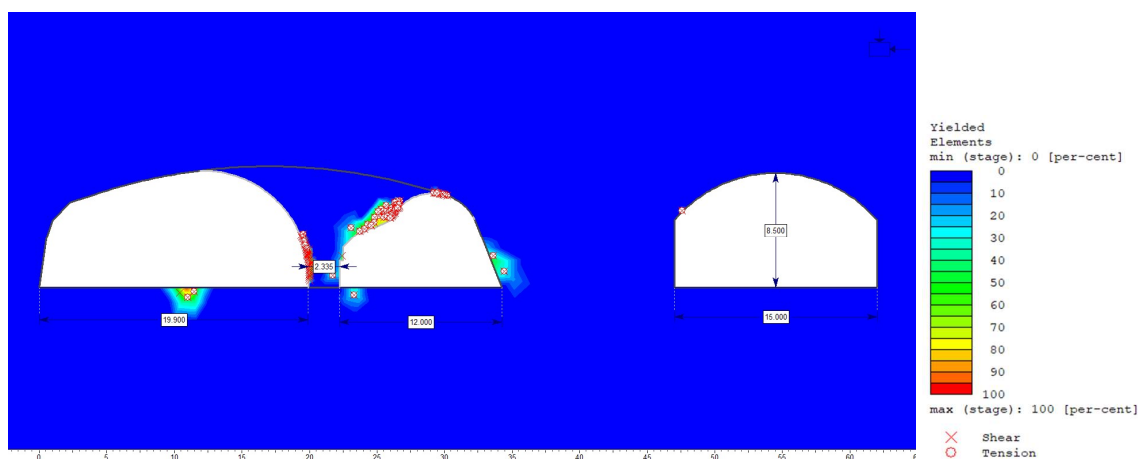 2.335
19.900
12.000
8.500
15.000
0 5 10 15 20 25 30 35 40 45 50 55 60
Yielded
Elements
min (stage): 0 [per-cent]
0
10
20
30
40
50
60
70
80
90
100
max (stage): 100 [per-cent]
Shear
Tension